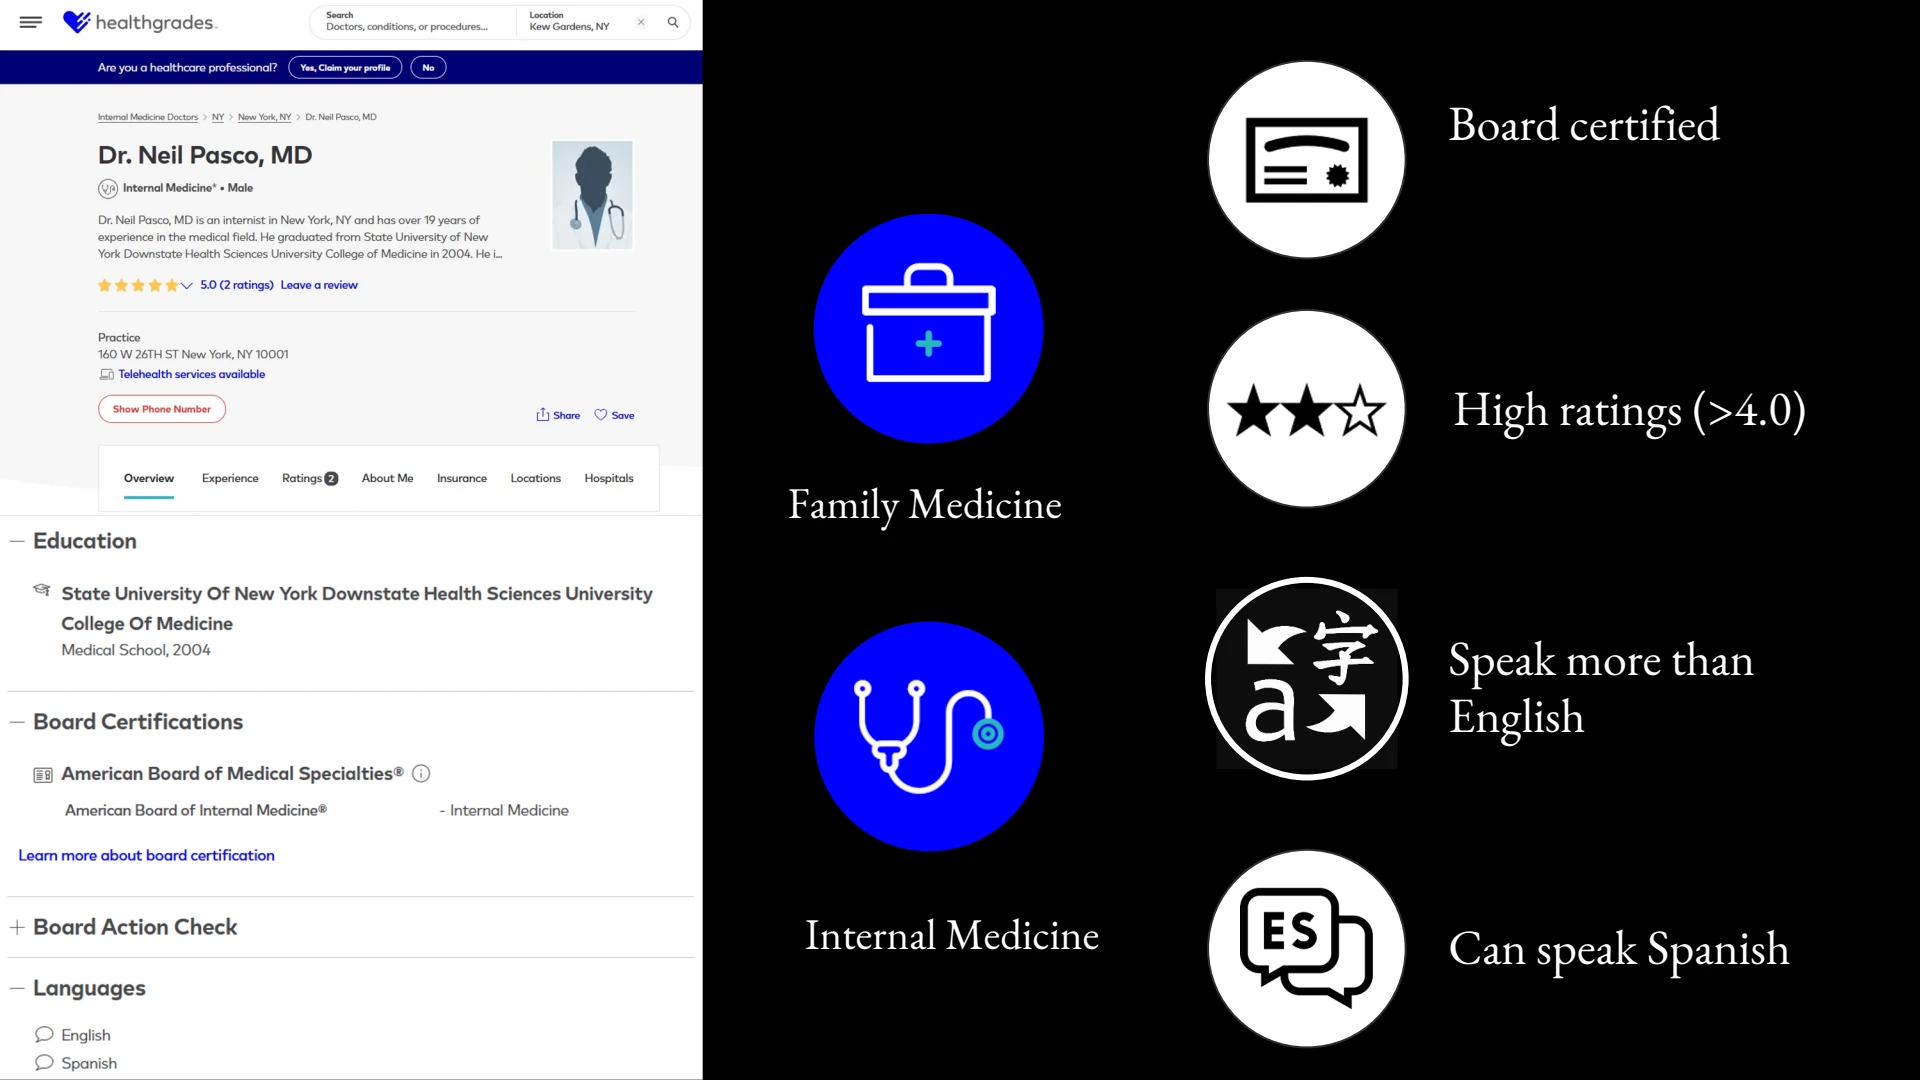 healthgrades.
Search
Doctors, conditions, or procedures...
Location
Kew Gardens, NY
Are you a healthcare professional?
Yes, Claim your profile
No
Internal Medicine Doctors > NY > New York, NY > Dr. Neil Pasco, MD
Dr. Neil Pasco, MD
Internal Medicine* • Male
Dr. Neil Pasco, MD is an internist in New York, NY and has over 19 years of
experience in the medical field. He graduated from State University of New
York Downstate Health Sciences University College of Medicine in 2004. He i...
5.0 (2 ratings) Leave a review
Practice
160 W 26TH ST New York, NY 10001
Telehealth services available
Show Phone Number
Share
Save
Overview
Experience
Ratings 2
About Me
Insurance
Locations
Hospitals
Education
State University Of New York Downstate Health Sciences University
College Of Medicine
Medical School, 2004
Board Certifications
American Board of Medical Specialties®
American Board of Internal Medicine® - Internal Medicine
Learn more about board certification
Board Action Check
Languages
English
Spanish
Family Medicine
Internal Medicine
Board certified
High ratings (>4.0)
字
a
Speak more than
English
ES
Can speak Spanish